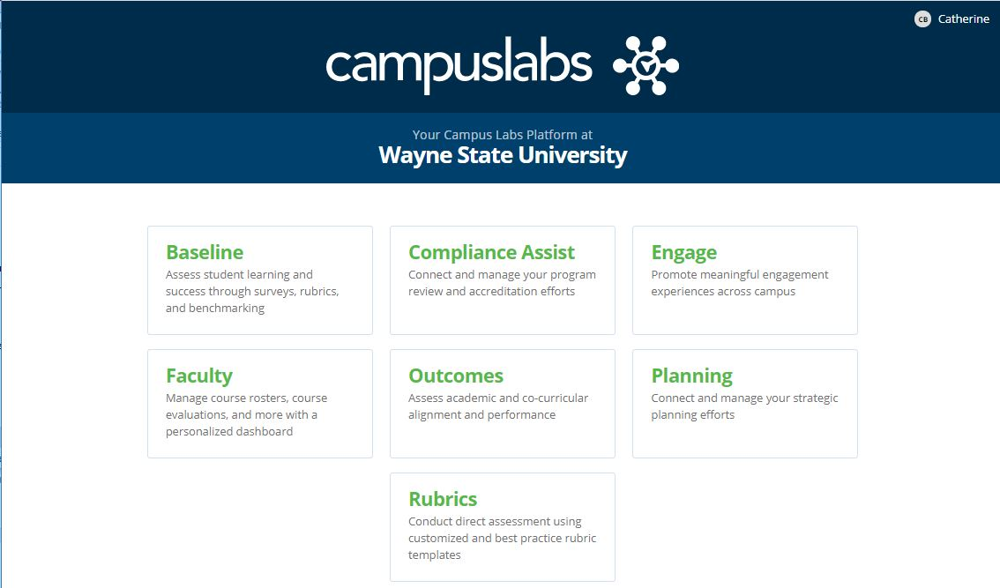 CB Catherine
campuslabs
Your Campus Labs Platform at
Wayne State University
Baseline
Assess student learning and
success through surveys, rubrics,
and benchmarking
Compliance Assist
Connect and manage your program
review and accreditation efforts
Engage
Promote meaningful engagement
experiences across campus
Faculty
Manage course rosters, course
evaluations, and more with a
personalized dashboard
Outcomes
Assess academic and co-curricular
alignment and performance
Planning
Connect and manage your strategic
planning efforts
Rubrics
Conduct direct assessment using
customized and best practice rubric
templates